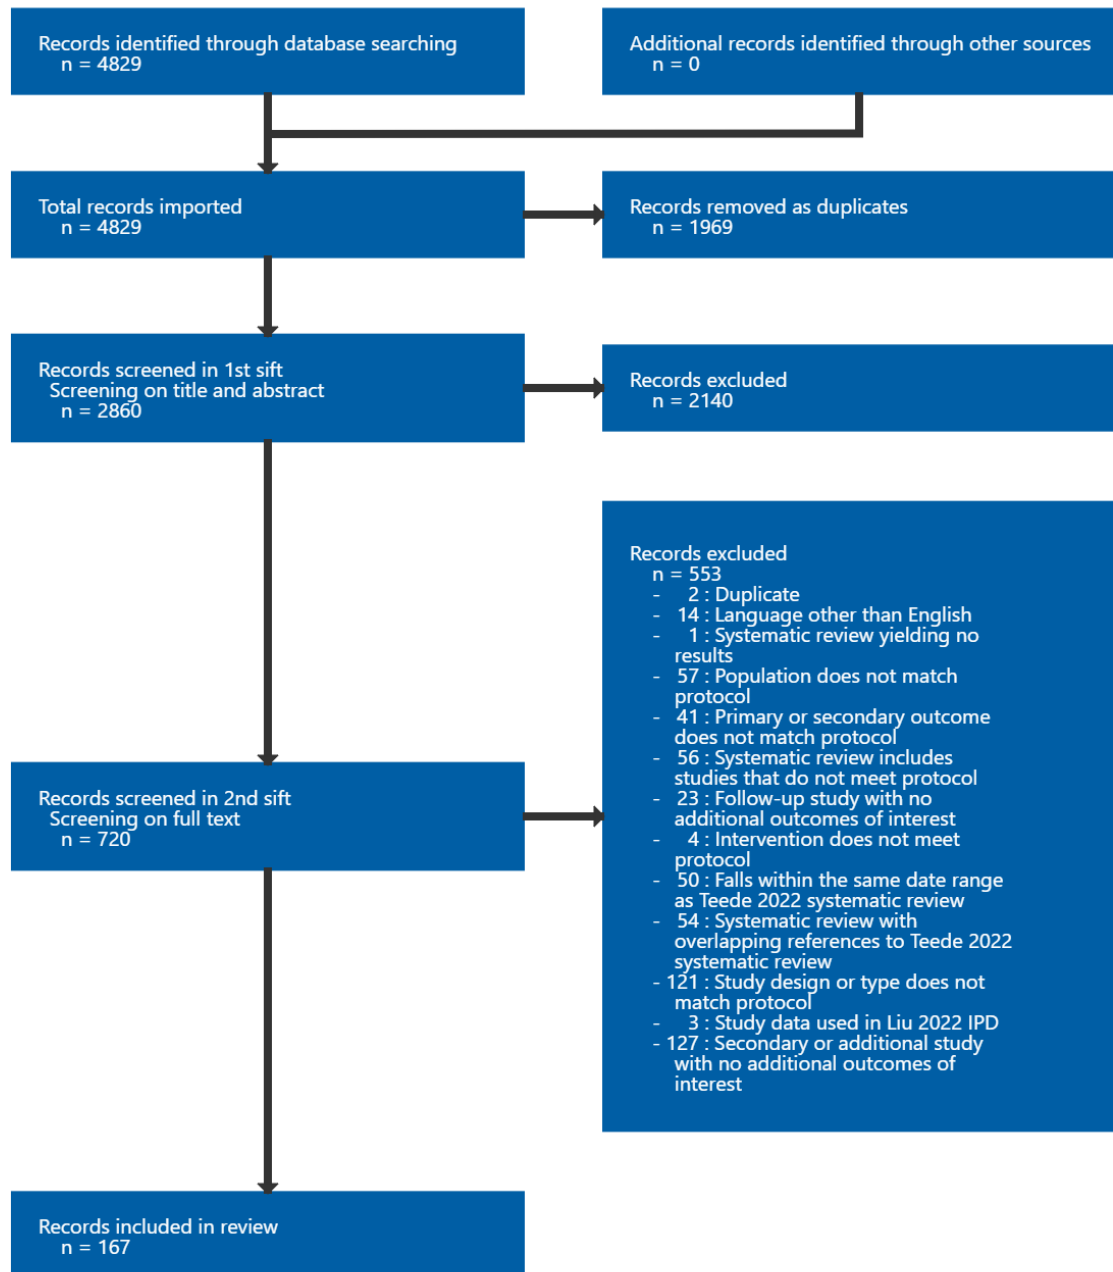 Records identified through database searching
n = 4829
Additional records identified through other sources
n = 0
Total records imported
n = 4829
Records removed as duplicates
n = 1969
Records screened in 1st sift
Screening on title and abstract
n = 2860
Records excluded
n = 2140
Records screened in 2nd sift
Screening on full text
n = 720
Records excluded
n = 553
- 2 : Duplicate
- 14 : Language other than English
- 1 : Systematic review yielding no
results
- 57 : Population does not match
protocol
- 41 : Primary or secondary outcome
does not match protocol
- 56 : Systematic review includes
studies that do not meet protocol
- 23 : Follow-up study with no
additional outcomes of interest
- 4 : Intervention does not meet
protocol
- 50 : Falls within the same date range
as Teede 2022 systematic review
- 54 : Systematic review with
overlapping references to Teede 2022
systematic review
- 121 : Study design or type does not
match protocol
- 3 : Study data used in Liu 2022 IPD
- 127 : Secondary or additional study
with no additional outcomes of
interest
Records included in review
n = 167